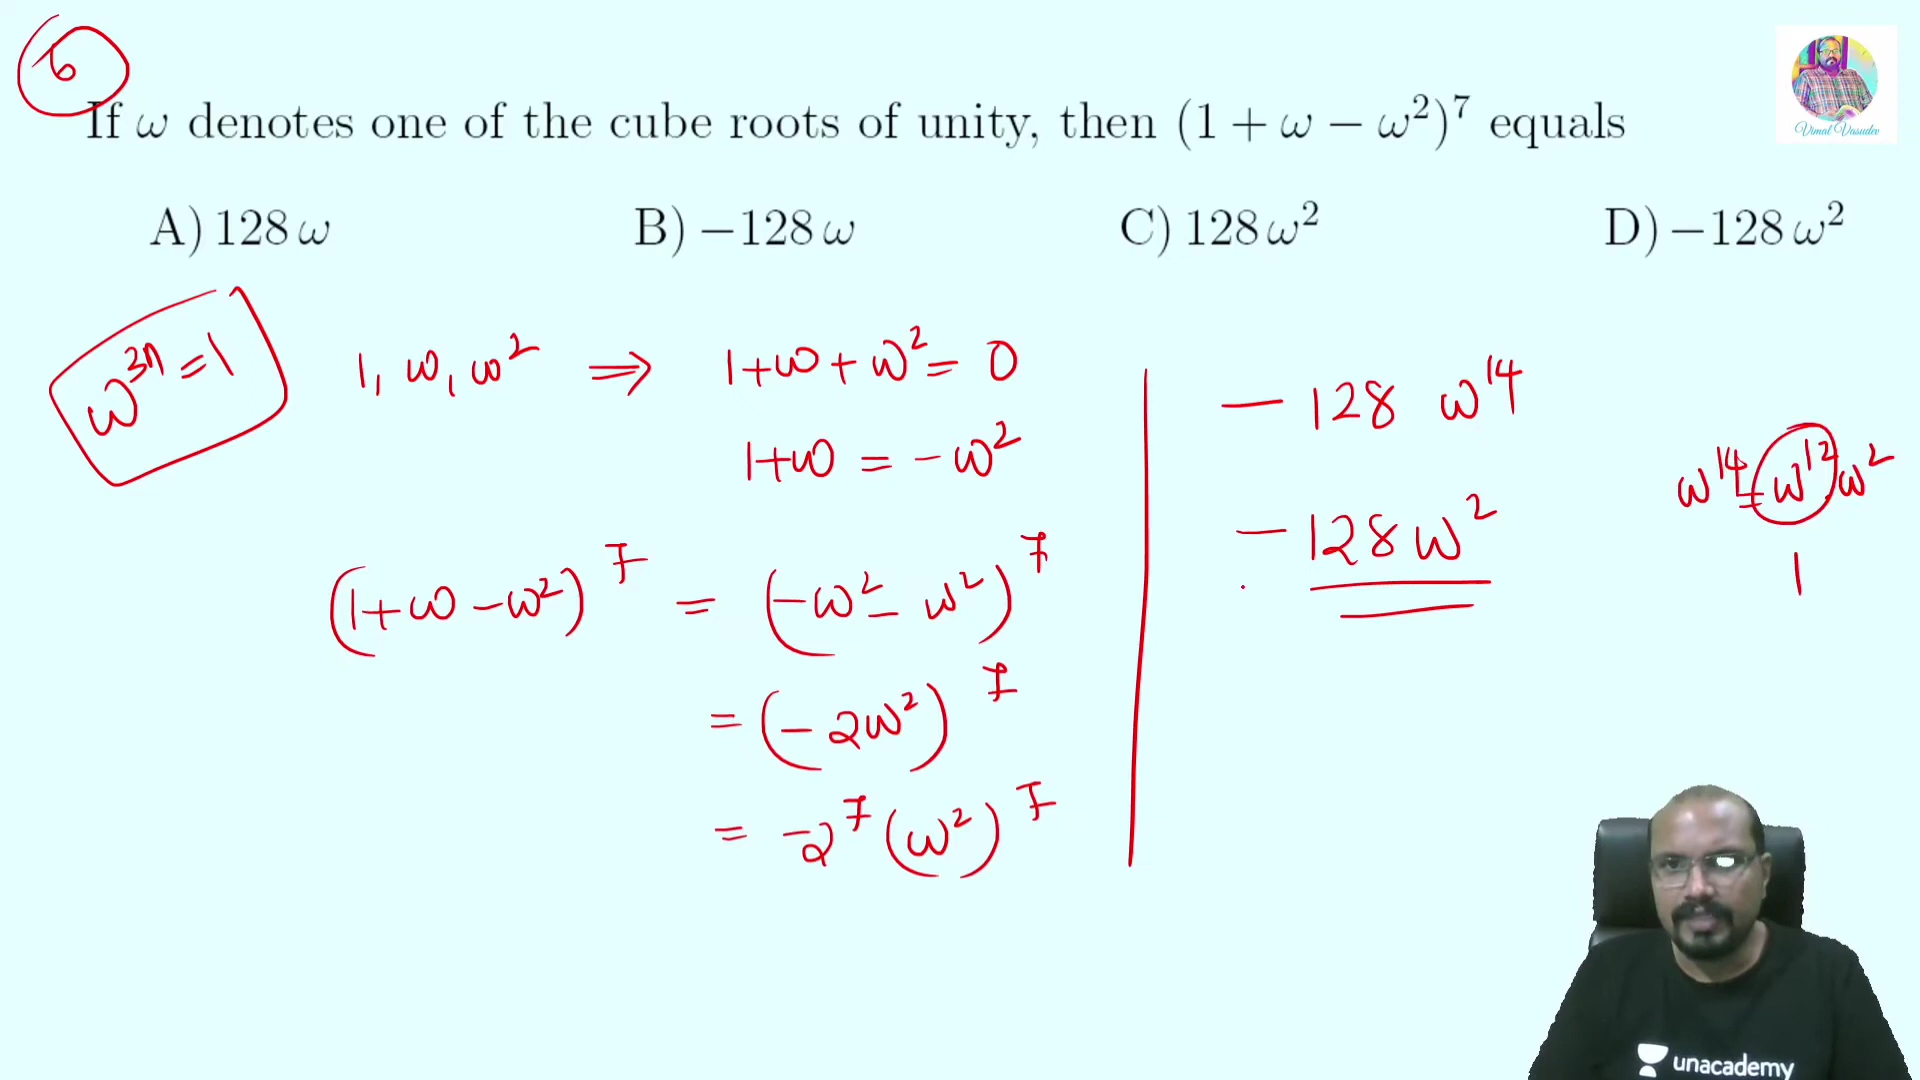 6
If ω denotes one of the cube roots of unity, then (1 + ω − ω²)⁷ equals
A) 128 ω B) −128 ω C) 128 ω² D) −128 ω²
ω³ⁿ = 1
1, ω, ω² ⇒ 1+ω+ω² = 0
1+ω = −ω²
(1+ω−ω²)⁷ = (−ω²− ω²)⁷
= (−2ω²)⁷
= −2⁷ (ω²)⁷
− 128 ω¹⁴
ω¹⁴ = ω¹².ω²
1
− 128 ω²
Vimal Vasudev
unacademy